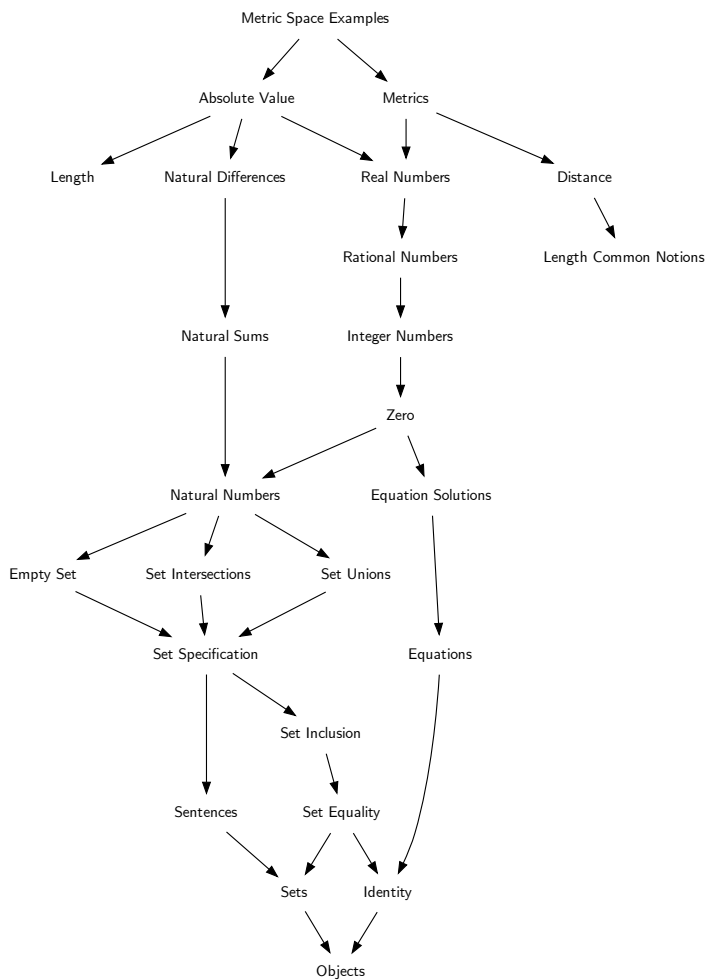 Metric Space Examples
Absolute Value
Metrics
Length
Natural Differences
Real Numbers
Distance
Rational Numbers
Length Common Notions
Natural Sums
Integer Numbers
Zero
Natural Numbers
Equation Solutions
Empty Set
Set Intersections
Set Unions
Set Specification
Equations
Set Inclusion
Sentences
Set Equality
Sets
Identity
Objects